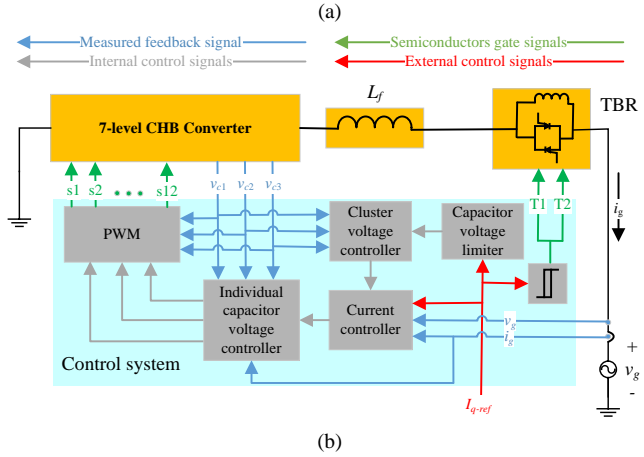 (a)
Measured feedback signal
Semiconductors gate signals
Internal control signals
External control signals
L_f
TBR
7-level CHB Converter
s1 s2 ••• s12
v_c1 v_c2 v_c3
T1 T2
i_g
PWM
Cluster
voltage
controller
Capacitor
voltage
limiter
Individual
capacitor
voltage
controller
Current
controller
v_g
i_g
Control system
+
v_g
-
I_q-ref
(b)